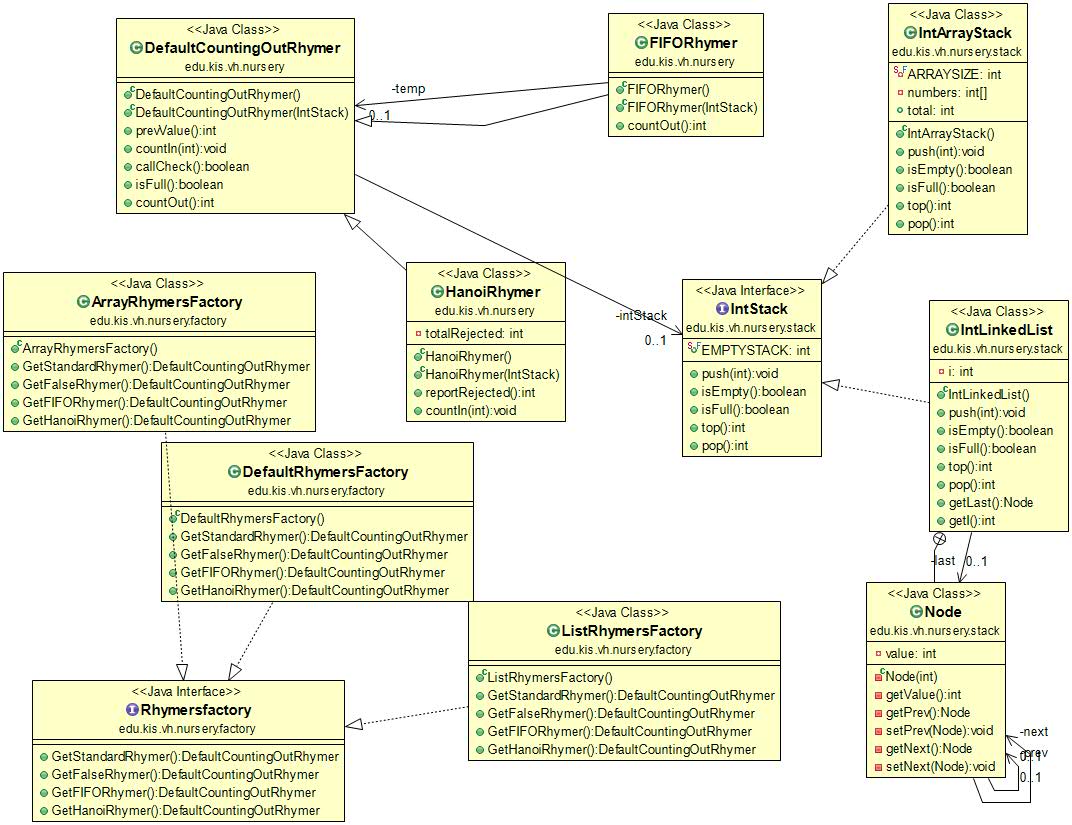 <<Java Class>>
DefaultCountingOutRhymer
edu.kis.vh.nursery
DefaultCountingOutRhymer()
DefaultCountingOutRhymer(IntStack)
prevValue():int
countIn(int):void
callCheck():boolean
isFull():boolean
countOut():int
-temp
0..1
<<Java Class>>
FIFORhymer
edu.kis.vh.nursery
FIFORhymer()
FIFORhymer(IntStack)
countOut():int
<<Java Class>>
IntArrayStack
edu.kis.vh.nursery.stack
ARRAYSIZE: int
numbers: int[]
total: int
IntArrayStack()
push(int):void
isEmpty():boolean
isFull():boolean
top():int
pop():int
<<Java Class>>
ArrayRhymersFactory
edu.kis.vh.nursery.factory
ArrayRhymersFactory()
GetStandardRhymer():DefaultCountingOutRhymer
GetFalseRhymer():DefaultCountingOutRhymer
GetFIFORhymer():DefaultCountingOutRhymer
GetHanoiRhymer():DefaultCountingOutRhymer
<<Java Class>>
HanoiRhymer
edu.kis.vh.nursery
totalRejected: int
HanoiRhymer()
HanoiRhymer(IntStack)
reportRejected():int
countIn(int):void
-intStack
0..1
<<Java Interface>>
IntStack
edu.kis.vh.nursery.stack
EMPTYSTACK: int
push(int):void
isEmpty():boolean
isFull():boolean
top():int
pop():int
<<Java Class>>
IntLinkedList
edu.kis.vh.nursery.stack
i: int
IntLinkedList()
push(int):void
isEmpty():boolean
isFull():boolean
top():int
pop():int
getLast():Node
getI():int
-last
0..1
<<Java Class>>
DefaultRhymersFactory
edu.kis.vh.nursery.factory
DefaultRhymersFactory()
GetStandardRhymer():DefaultCountingOutRhymer
GetFalseRhymer():DefaultCountingOutRhymer
GetFIFORhymer():DefaultCountingOutRhymer
GetHanoiRhymer():DefaultCountingOutRhymer
<<Java Class>>
ListRhymersFactory
edu.kis.vh.nursery.factory
ListRhymersFactory()
GetStandardRhymer():DefaultCountingOutRhymer
GetFalseRhymer():DefaultCountingOutRhymer
GetFIFORhymer():DefaultCountingOutRhymer
GetHanoiRhymer():DefaultCountingOutRhymer
<<Java Class>>
Node
edu.kis.vh.nursery.stack
value: int
Node(int)
getValue():int
getPrev():Node
setPrev(Node):void
getNext():Node
setNext(Node):void
-next
-prev
0..1
0..1
<<Java Interface>>
Rhymersfactory
edu.kis.vh.nursery.factory
GetStandardRhymer():DefaultCountingOutRhymer
GetFalseRhymer():DefaultCountingOutRhymer
GetFIFORhymer():DefaultCountingOutRhymer
GetHanoiRhymer():DefaultCountingOutRhymer